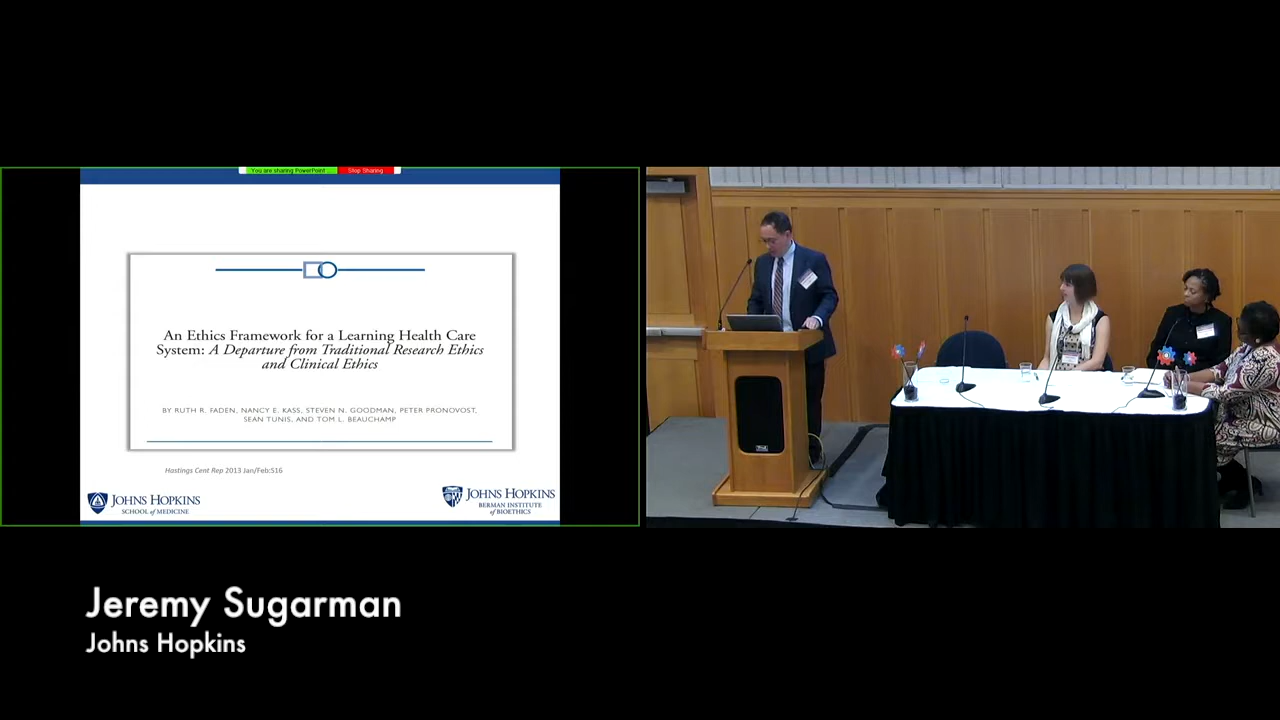 You are sharing PowerPoint
Stop Sharing
An Ethics Framework for a Learning Health Care
System: A Departure from Traditional Research Ethics
and Clinical Ethics
BY RUTH R. FADEN, NANCY E. KASS, STEVEN N. GOODMAN, PETER PRONOVOST,
SEAN TUNIS, AND TOM L. BEAUCHAMP
Hastings Cent Rep 2013 Jan/Feb:S16
JOHNS HOPKINS
SCHOOL of MEDICINE
JOHNS HOPKINS
BERMAN INSTITUTE
of BIOETHICS
Jeremy Sugarman
Johns Hopkins